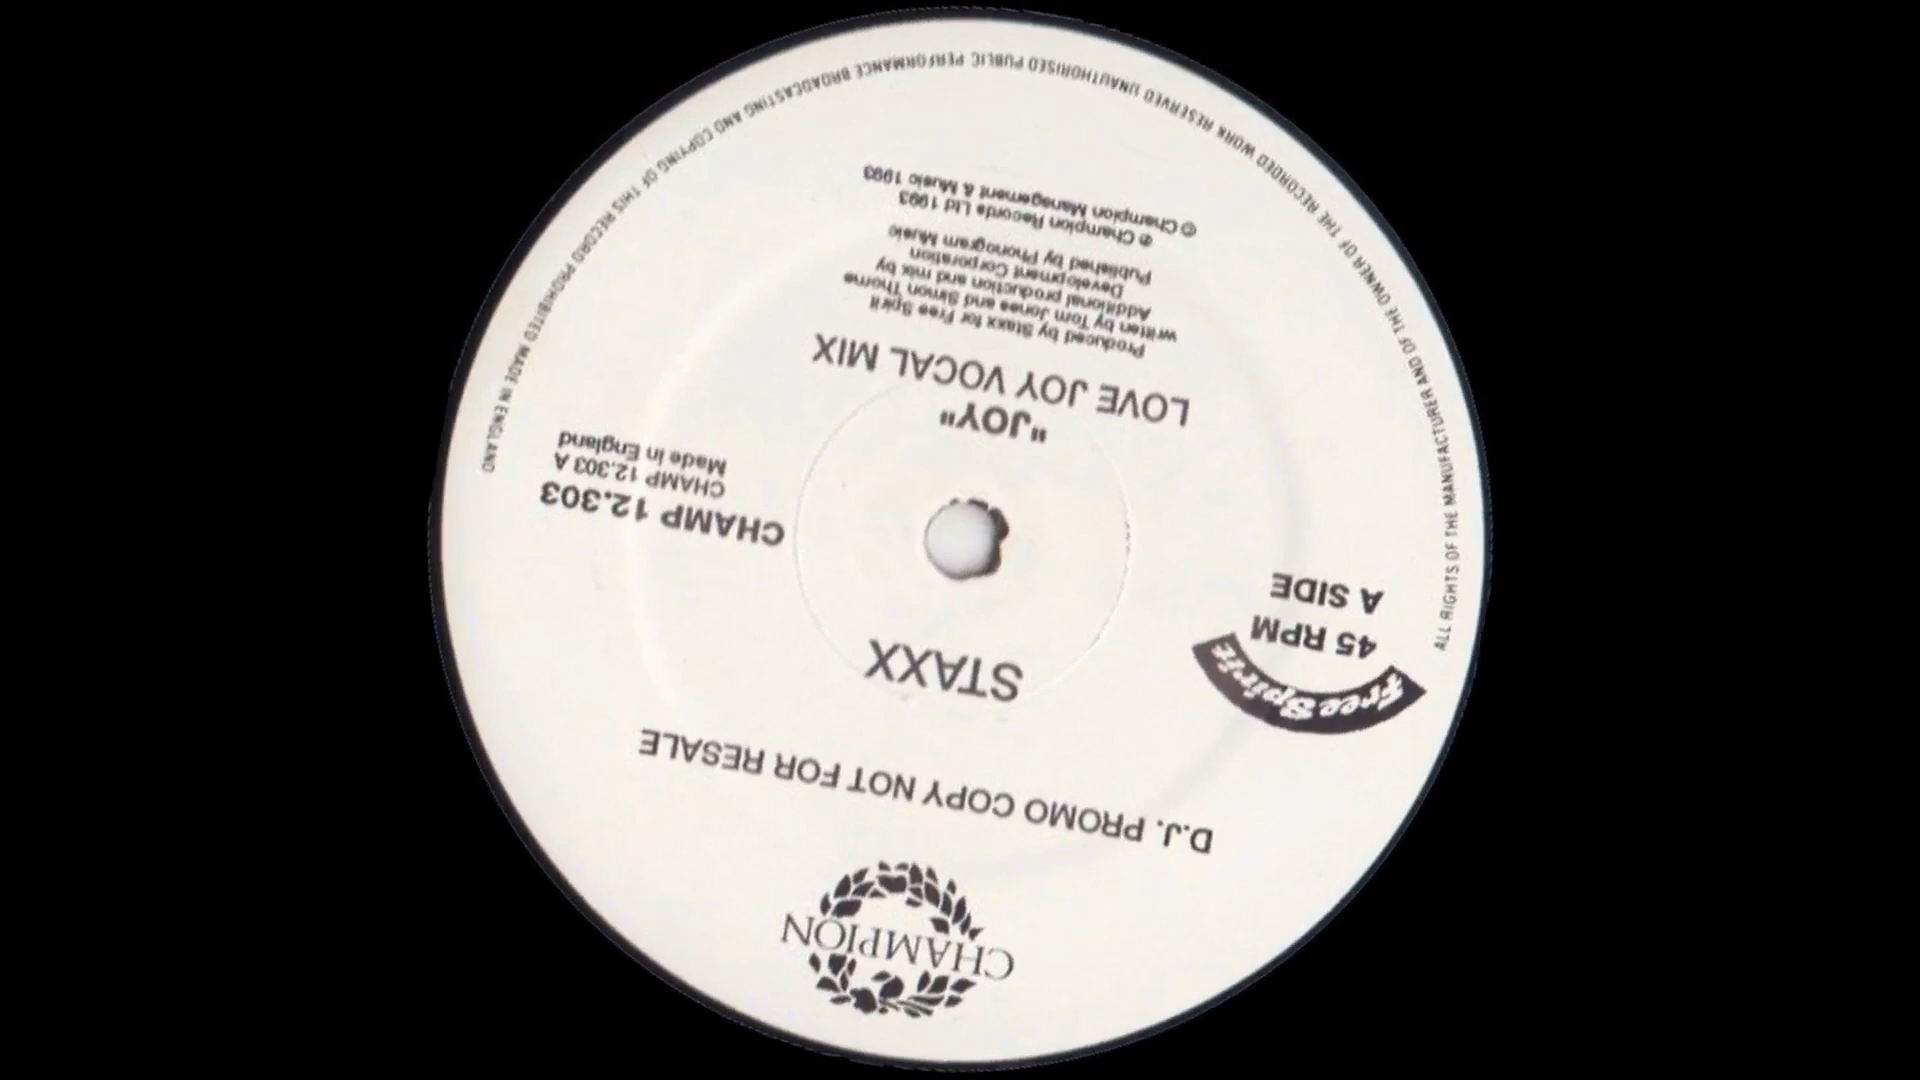 CHAMPION
D.J. PROMO COPY NOT FOR RESALE
Free Spirit
45 RPM
A SIDE
STAXX
CHAMP 12.303
CHAMP 12.303 A
Made in England
"JOY"
LOVE JOY VOCAL MIX
Produced by Staxx for Free Spirit
written by Tom Jones and Simon Thorne
Additional production and mix by
Development Corporation
Published by Phonogram Music
℗ Champion Records Ltd 1993
© Champion Management & Music 1993
ALL RIGHTS OF THE MANUFACTURER AND OF THE OWNER OF THE RECORDED WORK RESERVED UNAUTHORISED PUBLIC PERFORMANCE BROADCASTING AND COPYING OF THIS RECORD PROHIBITED MADE IN ENGLAND